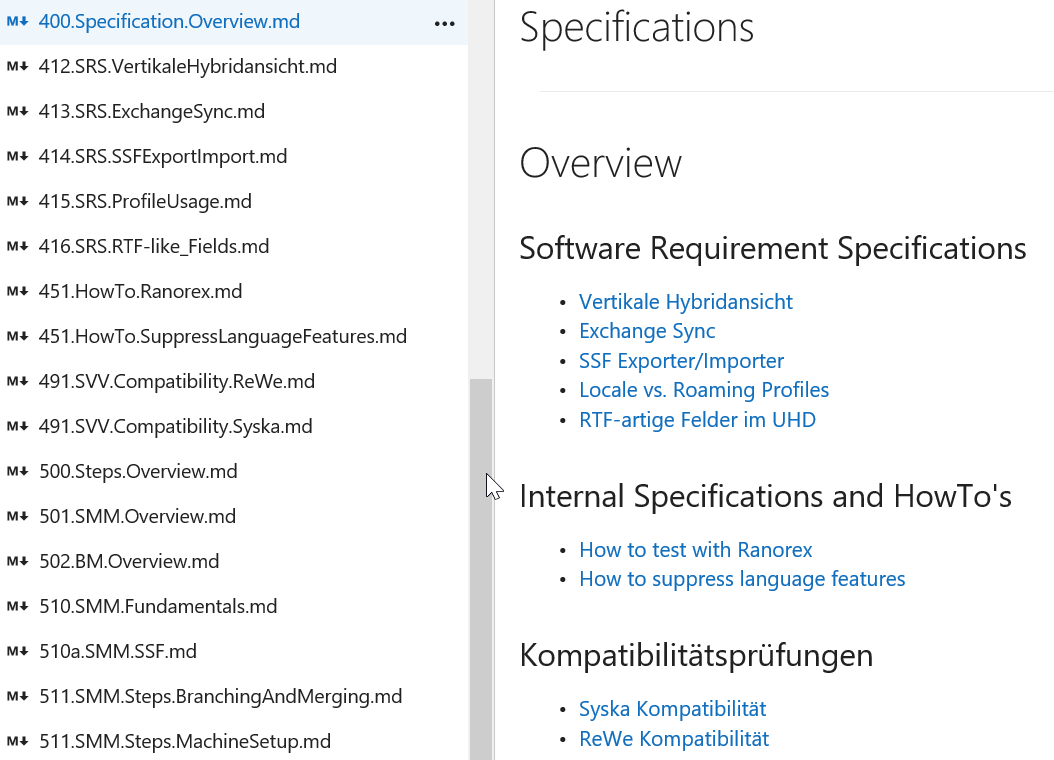 400.Specification.Overview.md
412.SRS.VertikaleHybridansicht.md
413.SRS.ExchangeSync.md
414.SRS.SSFExportImport.md
415.SRS.ProfileUsage.md
416.SRS.RTF-like_Fields.md
451.HowTo.Ranorex.md
451.HowTo.SuppressLanguageFeatures.md
491.SVV.Compatibility.ReWe.md
491.SVV.Compatibility.Syska.md
500.Steps.Overview.md
501.SMM.Overview.md
502.BM.Overview.md
510.SMM.Fundamentals.md
510a.SMM.SSF.md
511.SMM.Steps.BranchingAndMerging.md
511.SMM.Steps.MachineSetup.md
Specifications
Overview
Software Requirement Specifications
• Vertikale Hybridansicht
• Exchange Sync
• SSF Exporter/Importer
• Locale vs. Roaming Profiles
• RTF-artige Felder im UHD
Internal Specifications and HowTo's
• How to test with Ranorex
• How to suppress language features
Kompatibilitätsprüfungen
• Syska Kompatibilität
• ReWe Kompatibilität